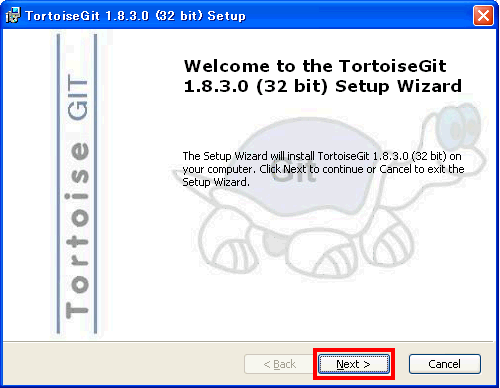 TortoiseGit 1.8.3.0 (32 bit) Setup
Tortoise GIT
Welcome to the TortoiseGit
1.8.3.0 (32 bit) Setup Wizard
The Setup Wizard will install TortoiseGit 1.8.3.0 (32 bit) on
your computer. Click Next to continue or Cancel to exit the
Setup Wizard.
Git
< Back
Next >
Cancel